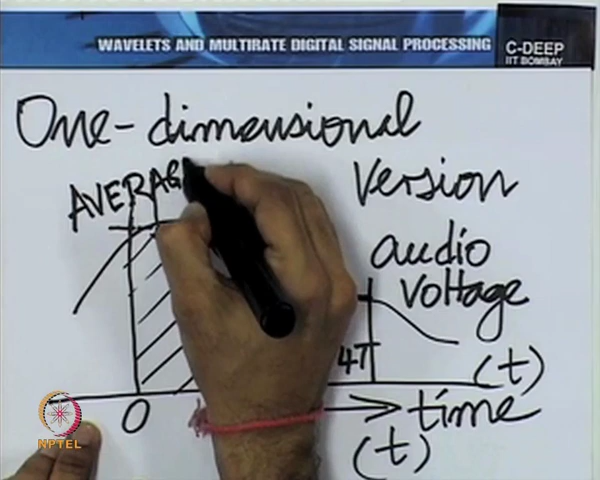 WAVELETS AND MULTIRATE DIGITAL SIGNAL PROCESSING
C-DEEP
IIT BOMBAY
One-dimensional
Version
AVERAG
audio
voltage
4T
(t)
0
time
(t)
NPTEL